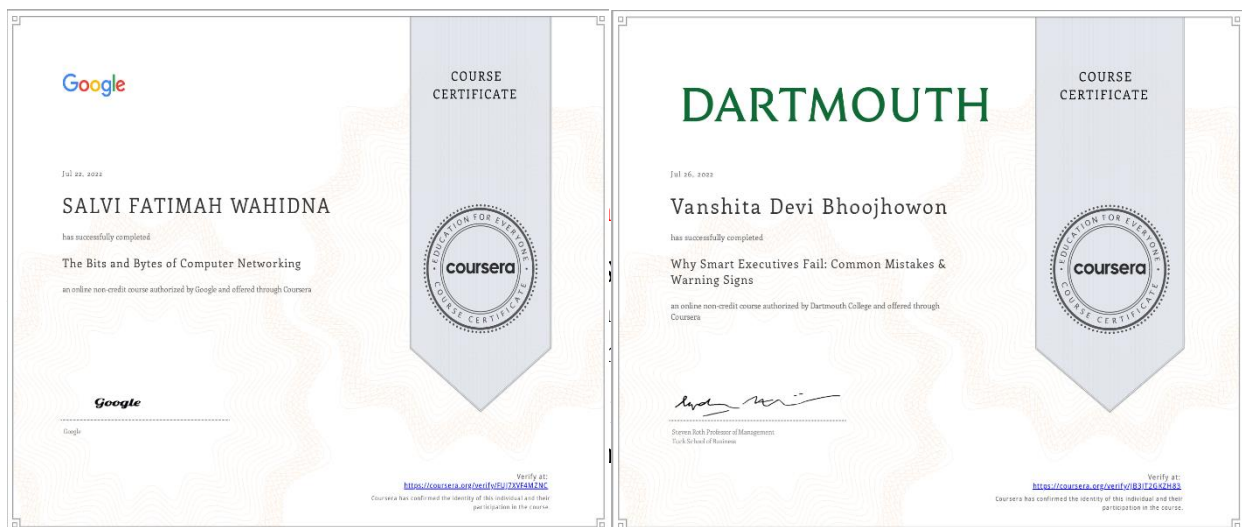 Google
COURSE
CERTIFICATE
Jul 22, 2022
SALVI FATIMAH WAHIDNA
has successfully completed
The Bits and Bytes of Computer Networking
an online non-credit course authorized by Google and offered through Coursera
EDUCATION FOR EVERYONE
coursera
COURSE CERTIFICATE
Google
Google
Verify at:
https://coursera.org/verify/FUJ7XVF4MZNC
Coursera has confirmed the identity of this individual and their
participation in the course.
DARTMOUTH
COURSE
CERTIFICATE
Jul 26, 2022
Vanshita Devi Bhoojhowon
has successfully completed
Why Smart Executives Fail: Common Mistakes &
Warning Signs
an online non-credit course authorized by Dartmouth College and offered through
Coursera
EDUCATION FOR EVERYONE
coursera
COURSE CERTIFICATE
Steven Roth Professor of Management
Tuck School of Business
Verify at:
https://coursera.org/verify/JB3JT2GKZH83
Coursera has confirmed the identity of this individual and their
participation in the course.